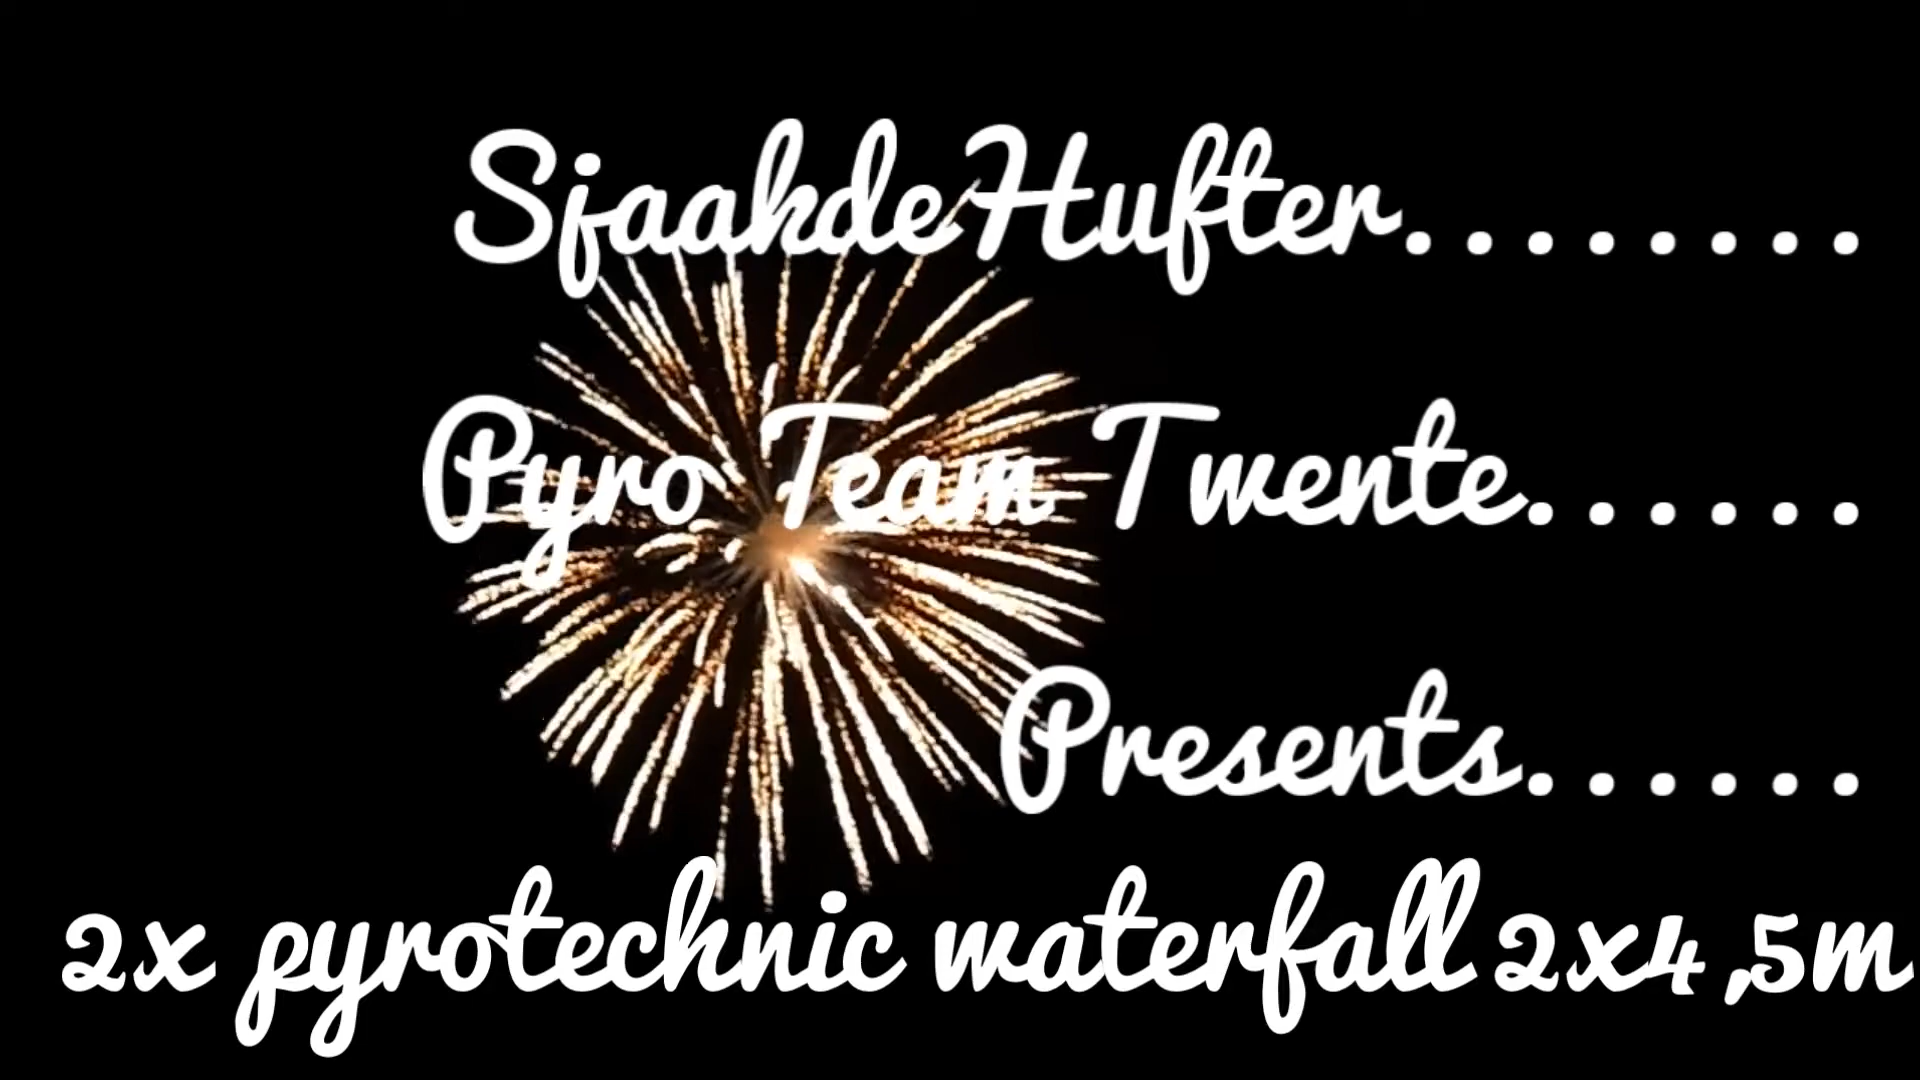 SjaakdeHufter........
Pyro Team Twente......
Presents......
2x pyrotechnic waterfall 2x4,5m